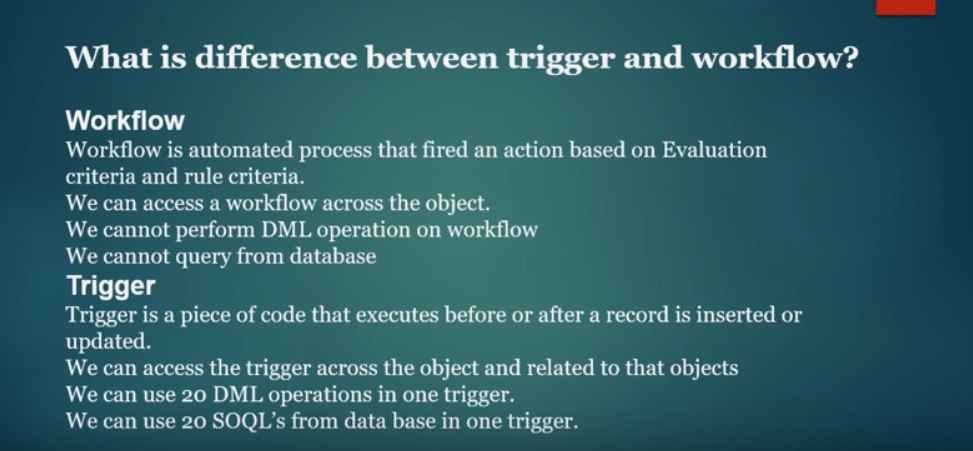 What is difference between trigger and workflow?
Workflow
Workflow is automated process that fired an action based on Evaluation
criteria and rule criteria.
We can access a workflow across the object.
We cannot perform DML operation on workflow
We cannot query from database
Trigger
Trigger is a piece of code that executes before or after a record is inserted or
updated.
We can access the trigger across the object and related to that objects
We can use 20 DML operations in one trigger.
We can use 20 SOQL’s from data base in one trigger.